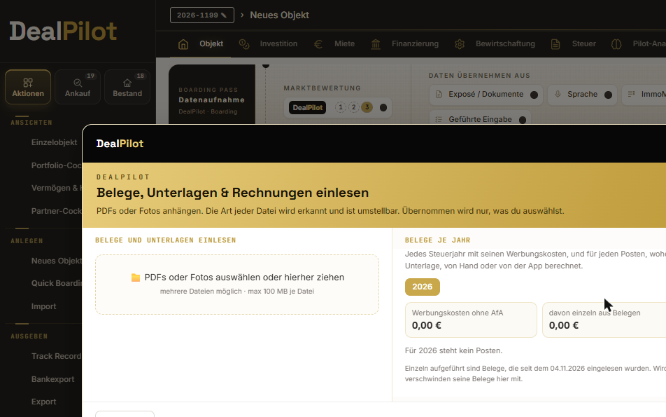 DealPilot
2026-1199 ✎ › Neues Objekt
Objekt Investition Miete Finanzierung Bewirtschaftung Steuer
Aktionen
Ankauf 19
Bestand 18
BOARDING PASS
Datenaufnahme
DealPilot · Boarding
MARKTBEWERTUNG
DealPilot 1 2 3
DATEN ÜBERNEHMEN AUS
Exposé / Dokumente
Sprache
Geführte Eingabe
ANSICHTEN
Einzelobjekt
Vermögen &
ANLEGEN
Neues Objekt
Quick
Import
AUSGEBEN
Track Record
Bankexport
Export
DealPilot
DEALPILOT
Belege, Unterlagen & Rechnungen einlesen
PDFs oder Fotos anhängen. Die Art jeder Datei wird erkannt und ist umstellbar. Übernommen wird nur, was du auswählst.
BELEGE UND UNTERLAGEN EINLESEN
PDFs oder Fotos auswählen oder hierher ziehen
mehrere Dateien möglich · max 100 MB je Datei
BELEGE JE JAHR
Jedes Steuerjahr mit seinen Werbungskosten, und für jeden Posten,
Unterlage, von Hand oder von der App berechnet.
2026
Werbungskosten ohne AfA
0,00 €
davon einzeln aus Belegen
0,00 €
Für 2026 steht kein Posten.
Einzeln aufgeführt sind Belege, die seit dem 04.11.2026 eingelesen wurden.
verschwinden seine Belege hier mit.